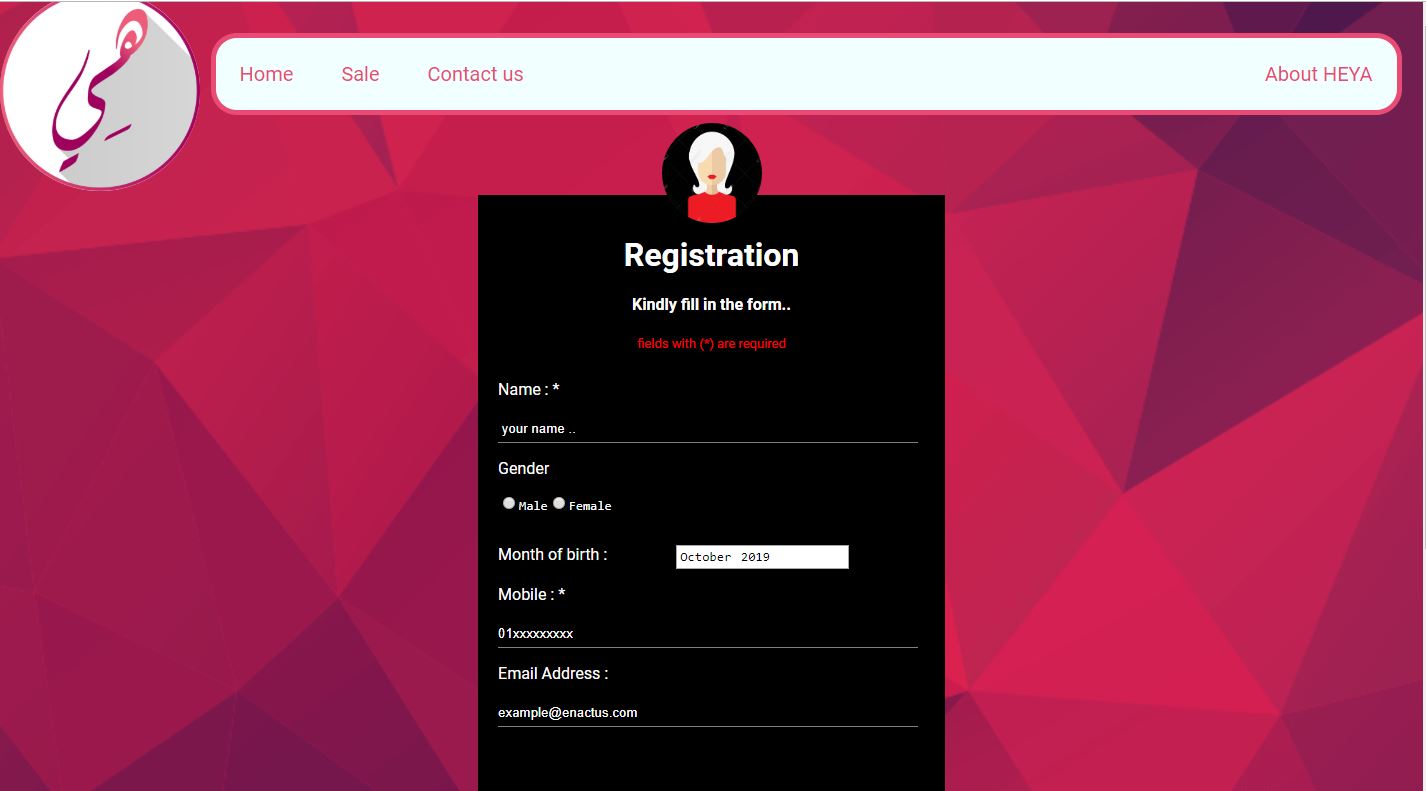 Home Sale Contact us About HEYA
Registration
Kindly fill in the form..
fields with (*) are required
Name : *
your name ..
Gender
Male Female
Month of birth : October 2019
Mobile : *
01xxxxxxxxx
Email Address :
example@enactus.com